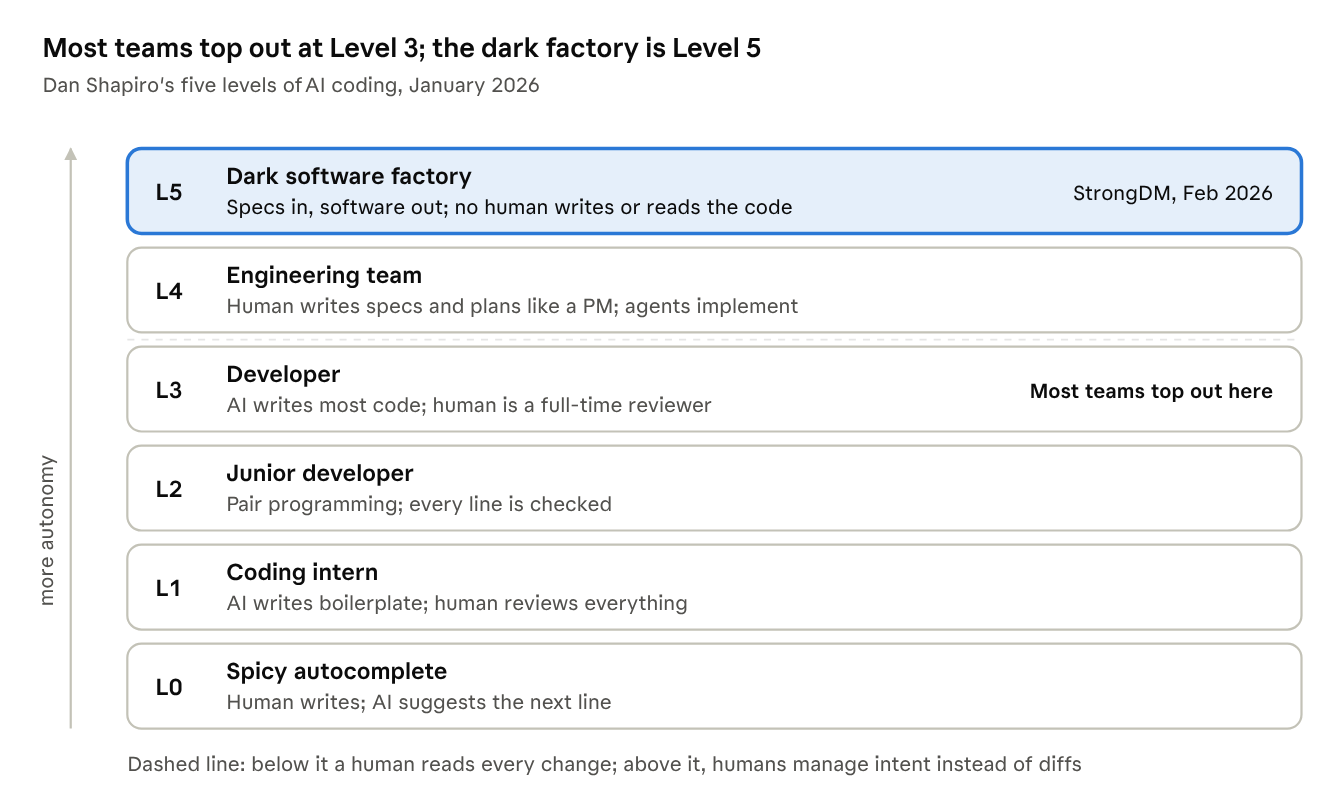 Most teams top out at Level 3; the dark factory is Level 5
Dan Shapiro's five levels of AI coding, January 2026
L5
Dark software factory
Specs in, software out; no human writes or reads the code
StrongDM, Feb 2026
L4
Engineering team
Human writes specs and plans like a PM; agents implement
L3
Developer
AI writes most code; human is a full-time reviewer
Most teams top out here
L2
Junior developer
Pair programming; every line is checked
L1
Coding intern
AI writes boilerplate; human reviews everything
L0
Spicy autocomplete
Human writes; AI suggests the next line
more autonomy
Dashed line: below it a human reads every change; above it, humans manage intent instead of diffs